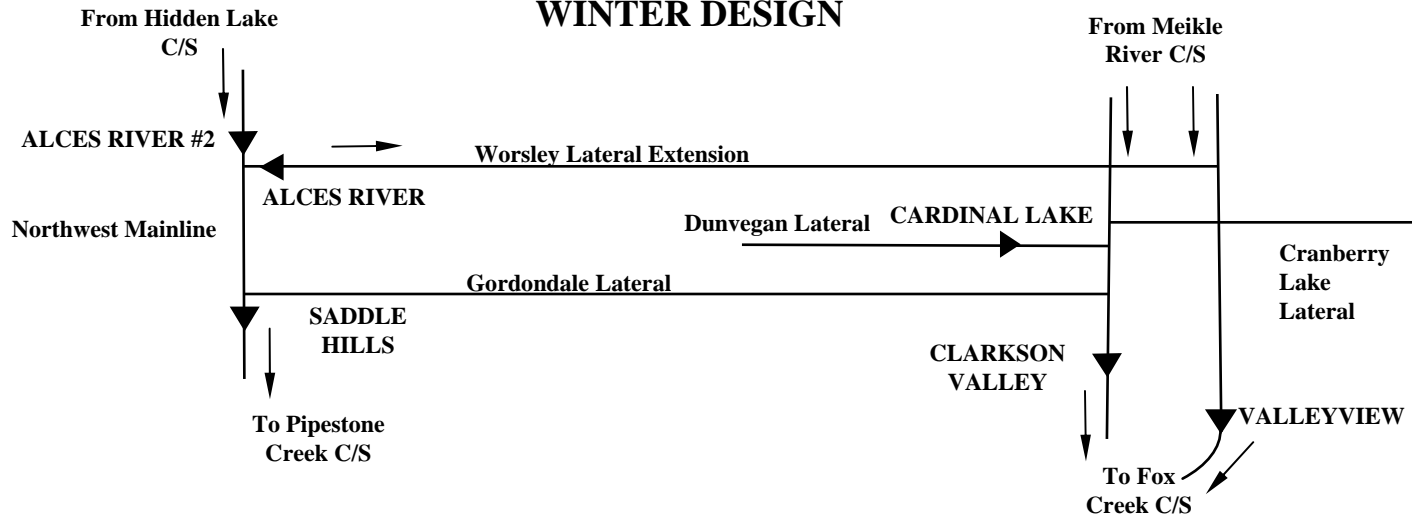 WINTER DESIGN
From Hidden Lake
C/S
From Meikle
River C/S
ALCES RIVER #2
Worsley Lateral Extension
ALCES RIVER
Northwest Mainline
Dunvegan Lateral
CARDINAL LAKE
Cranberry
Lake
Lateral
Gordondale Lateral
SADDLE
HILLS
CLARKSON
VALLEY
To Pipestone
Creek C/S
VALLEYVIEW
To Fox
Creek C/S